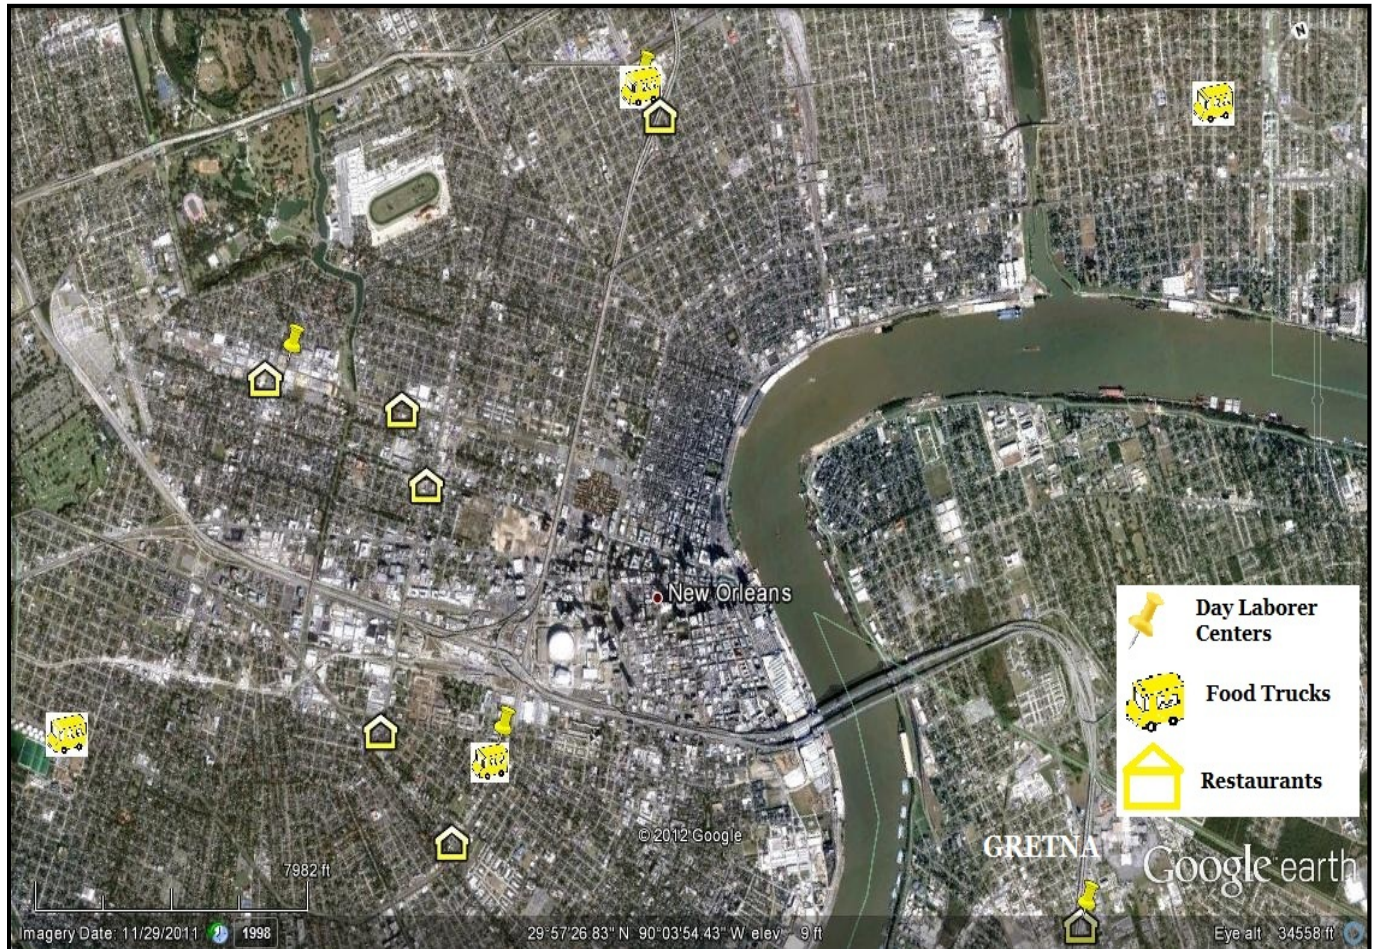 N
New Orleans
Day Laborer
Centers
Food Trucks
Restaurants
© 2012 Google
GRETNA
Google earth
7982 ft
Imagery Date: 11/29/2011 1998 29°57'26.83" N 90°03'54.43" W elev 9 ft Eye alt 34558 ft